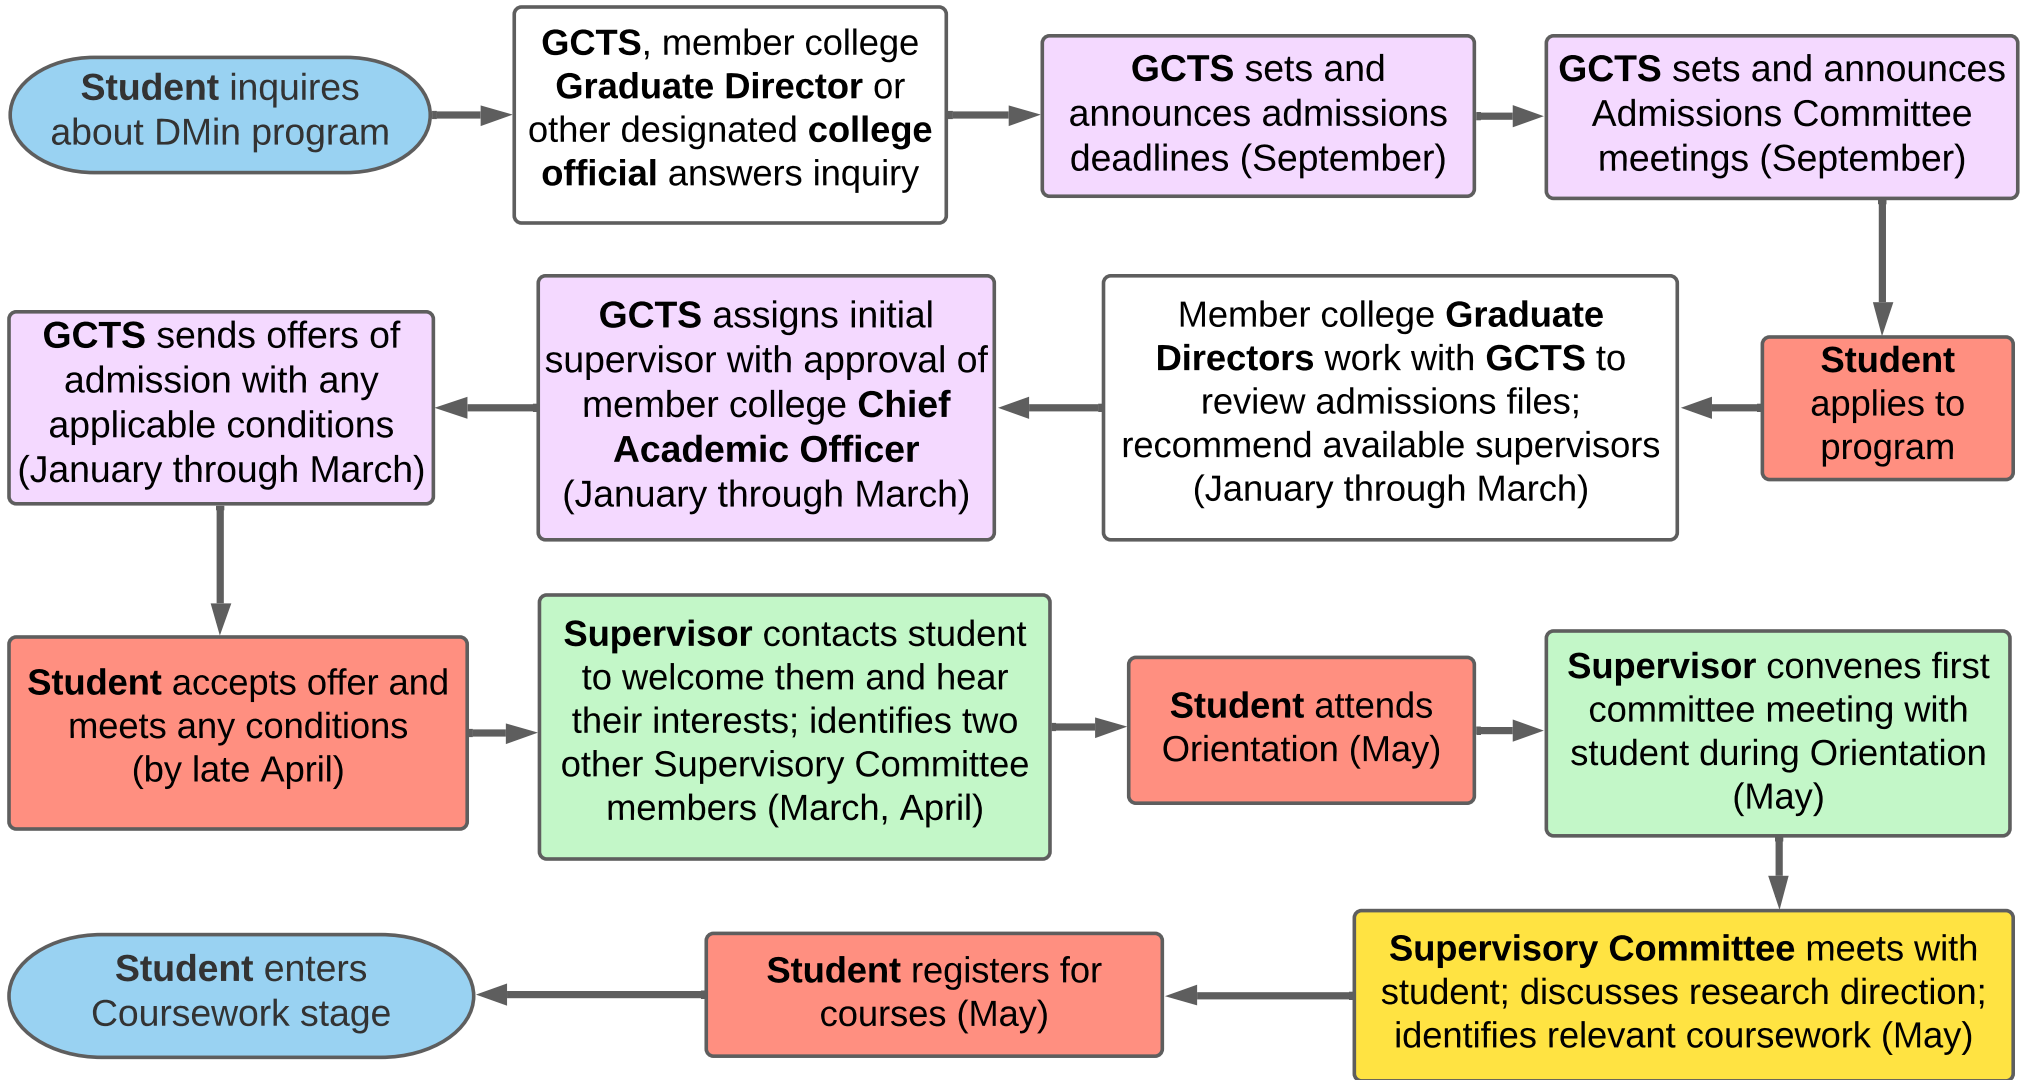 Student inquires
about DMin program
GCTS, member college
Graduate Director or
other designated college
official answers inquiry
GCTS sets and
announces admissions
deadlines (September)
GCTS sets and announces
Admissions Committee
meetings (September)
Student
applies to
program
Member college Graduate
Directors work with GCTS to
review admissions files;
recommend available supervisors
(January through March)
GCTS assigns initial
supervisor with approval of
member college Chief
Academic Officer
(January through March)
GCTS sends offers of
admission with any
applicable conditions
(January through March)
Student accepts offer and
meets any conditions
(by late April)
Supervisor contacts student
to welcome them and hear
their interests; identifies two
other Supervisory Committee
members (March, April)
Student attends
Orientation (May)
Supervisor convenes first
committee meeting with
student during Orientation
(May)
Supervisory Committee meets with
student; discusses research direction;
identifies relevant coursework (May)
Student registers for
courses (May)
Student enters
Coursework stage